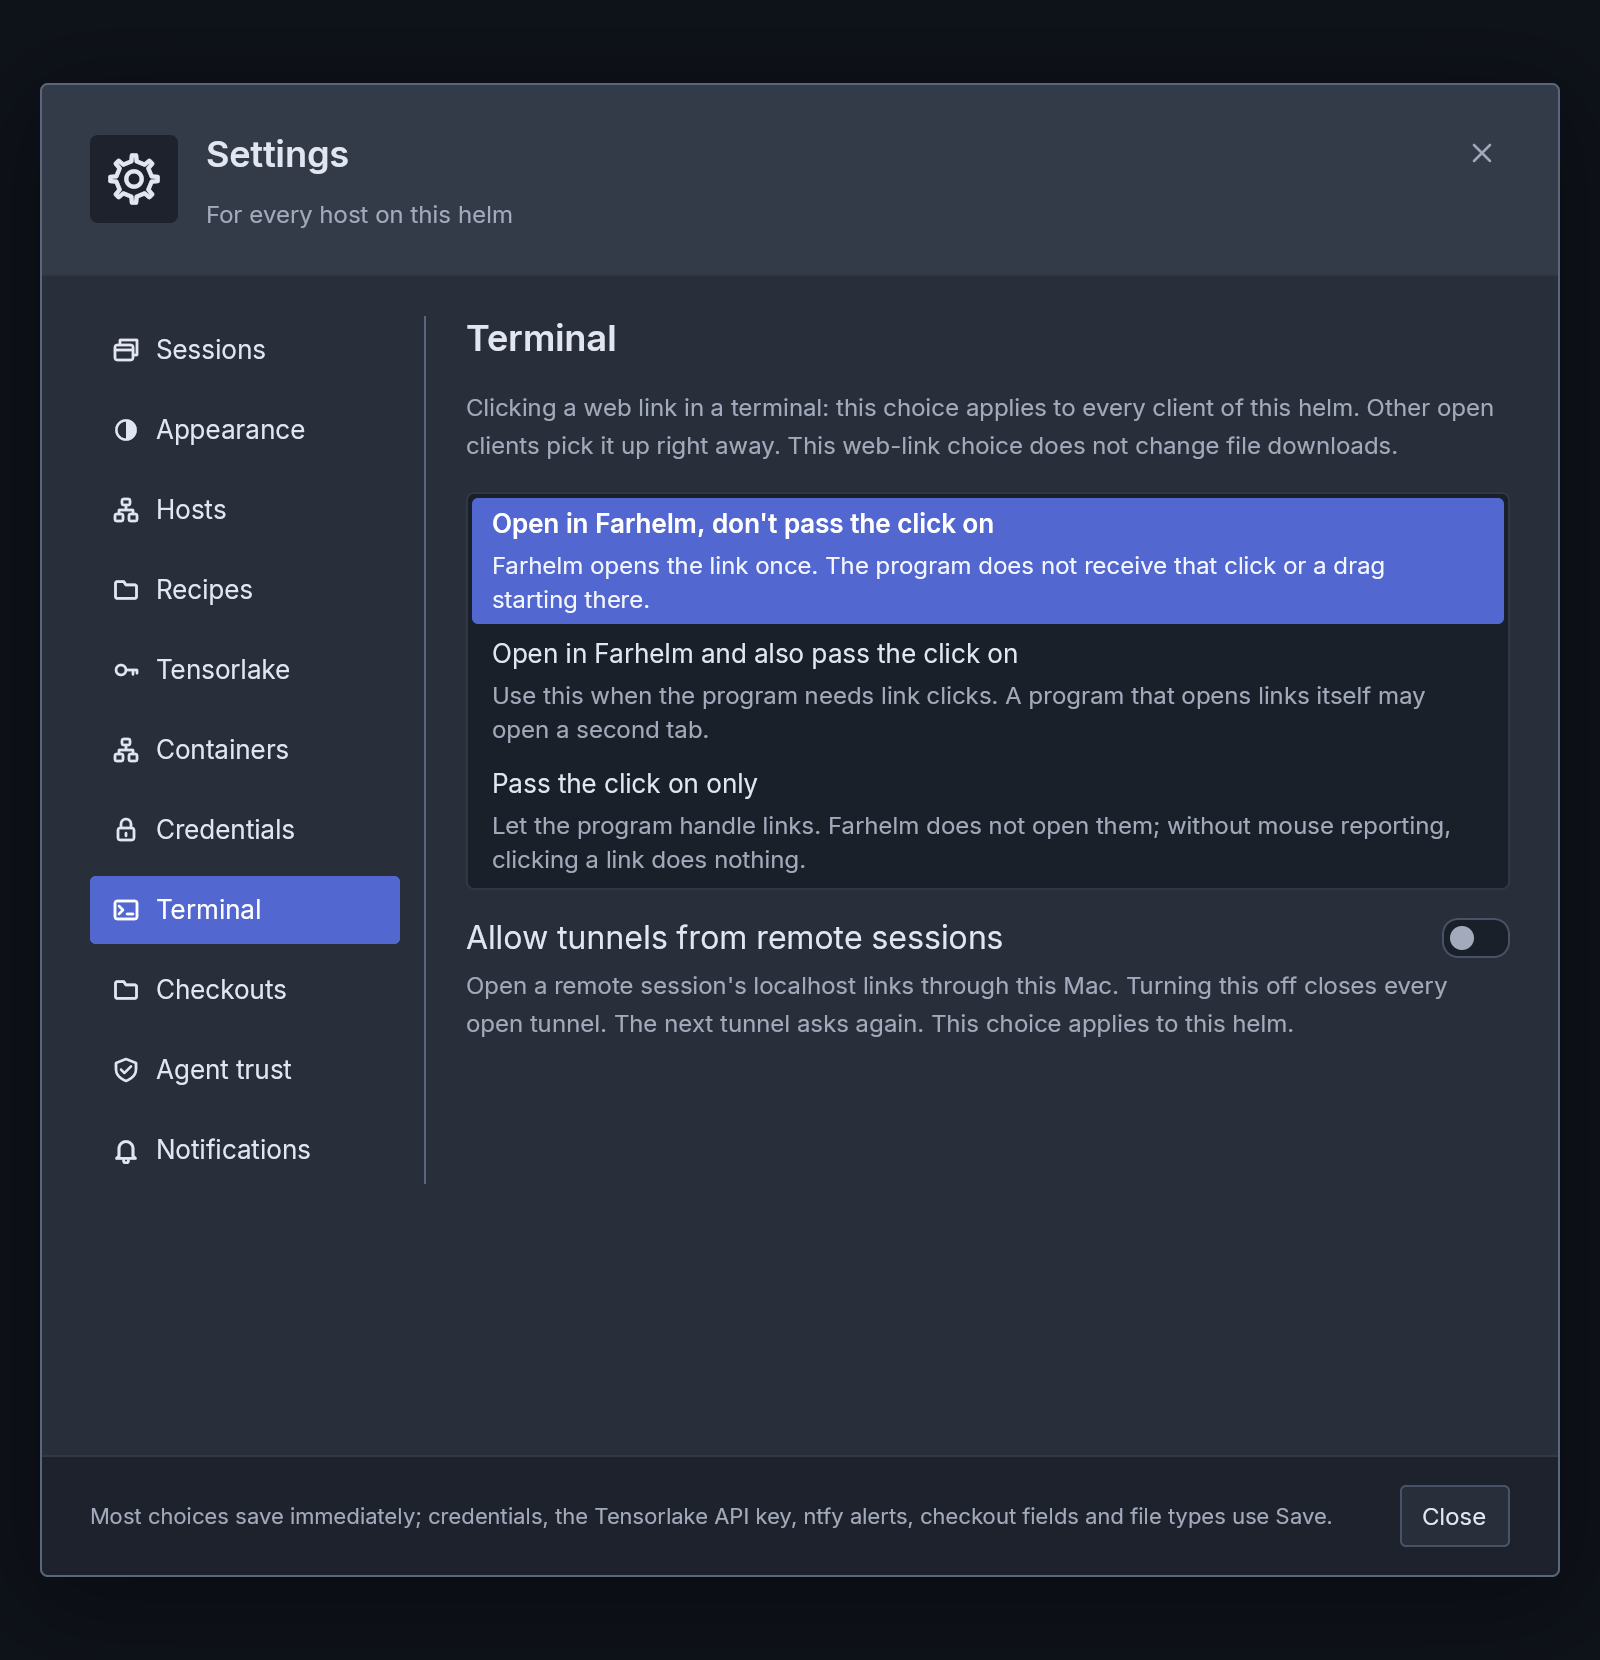 Settings
For every host on this helm
Sessions
Appearance
Hosts
Recipes
Tensorlake
Containers
Credentials
Terminal
Checkouts
Agent trust
Notifications
Terminal
Clicking a web link in a terminal: this choice applies to every client of this helm. Other open
clients pick it up right away. This web-link choice does not change file downloads.
Open in Farhelm, don't pass the click on
Farhelm opens the link once. The program does not receive that click or a drag
starting there.
Open in Farhelm and also pass the click on
Use this when the program needs link clicks. A program that opens links itself may
open a second tab.
Pass the click on only
Let the program handle links. Farhelm does not open them; without mouse reporting,
clicking a link does nothing.
Allow tunnels from remote sessions
Open a remote session's localhost links through this Mac. Turning this off closes every
open tunnel. The next tunnel asks again. This choice applies to this helm.
Most choices save immediately; credentials, the Tensorlake API key, ntfy alerts, checkout fields and file types use Save.
Close